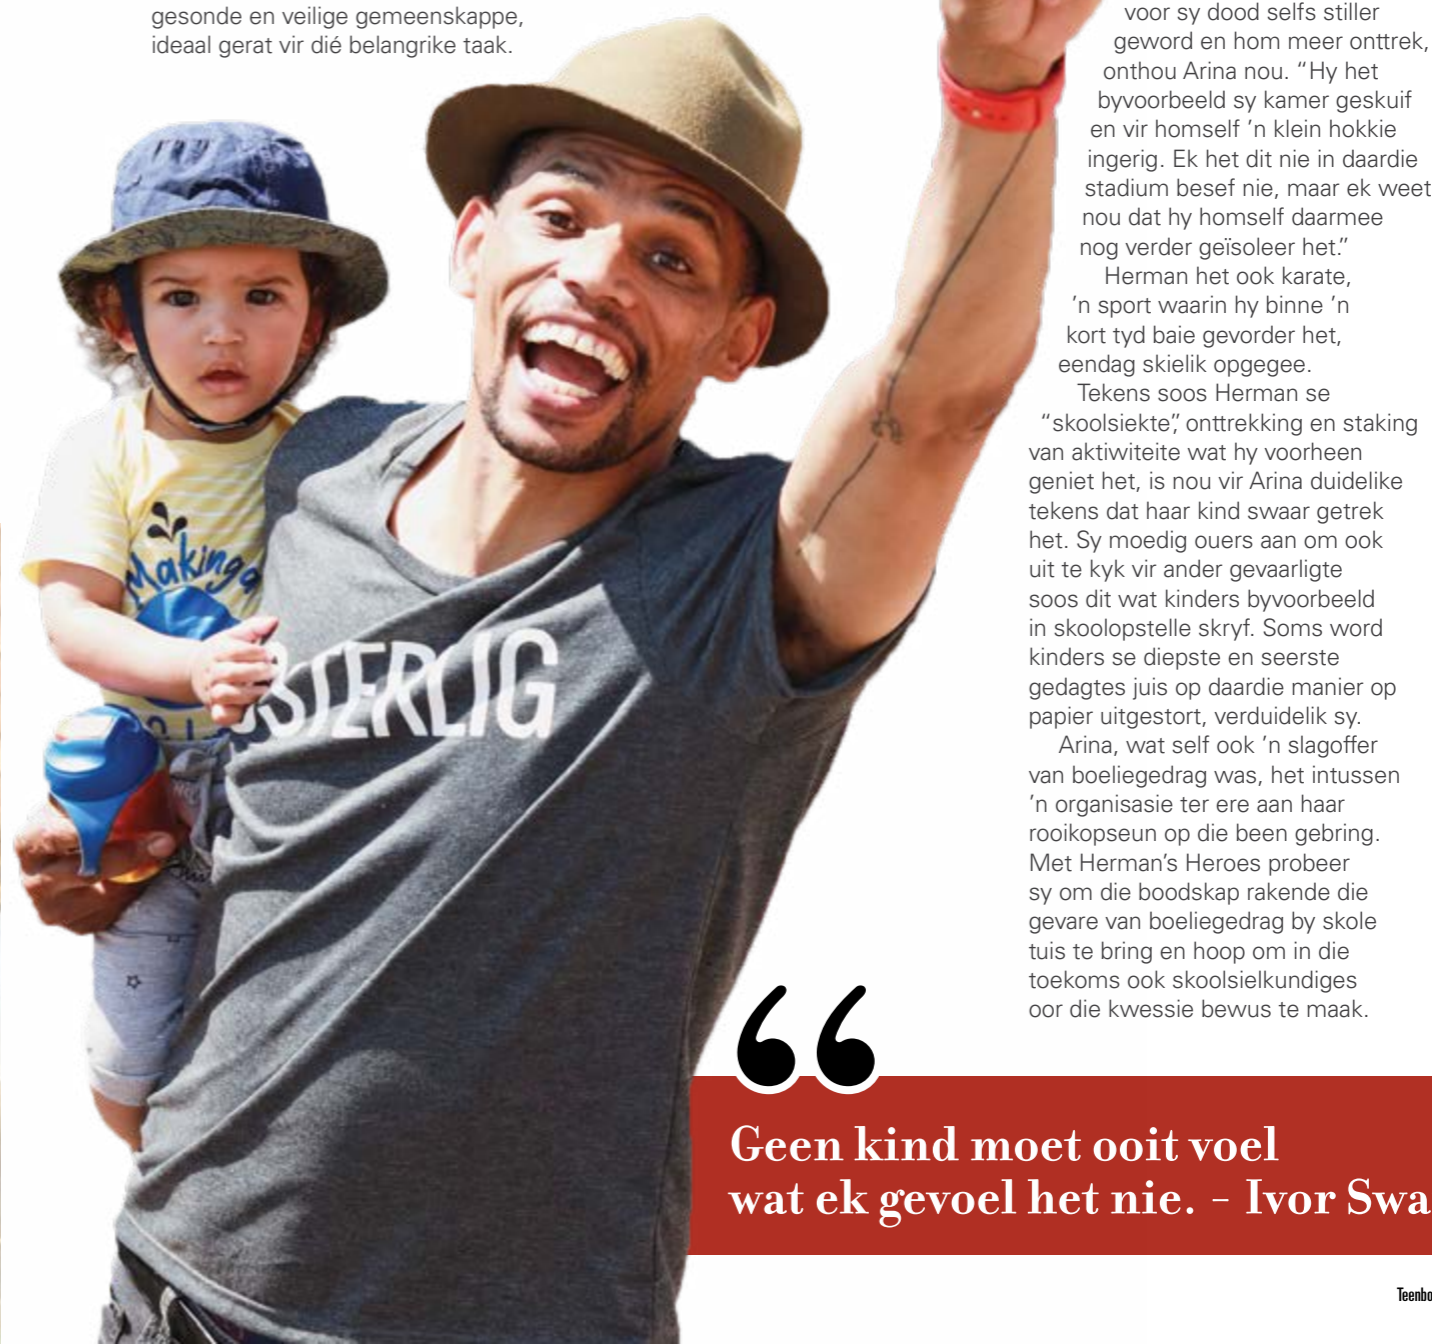 gesonde en veilige gemeenskappe,
ideaal gerat vir dié belangrike taak.
Making a
STERLIG
voor sy dood selfs stiller
geword en hom meer onttrek,
onthou Arina nou. “Hy het
byvoorbeeld sy kamer geskuif
en vir homself ’n klein hokkie
ingerig. Ek het dit nie in daardie
stadium besef nie, maar ek weet
nou dat hy homself daarmee
nog verder geïsoleer het.”
Herman het ook karate,
’n sport waarin hy binne ’n
kort tyd baie gevorder het,
eendag skielik opgegee.
Tekens soos Herman se
“skoolsiekte”, onttrekking en staking
van aktiwiteite wat hy voorheen
geniet het, is nou vir Arina duidelike
tekens dat haar kind swaar getrek
het. Sy moedig ouers aan om ook
uit te kyk vir ander gevaarligte
soos dit wat kinders byvoorbeeld
in skoolopstelle skryf. Soms word
kinders se diepste en seerste
gedagtes juis op daardie manier op
papier uitgestort, verduidelik sy.
Arina, wat self ook ’n slagoffer
van boeliegedrag was, het intussen
’n organisasie ter ere aan haar
rooikopseun op die been gebring.
Met Herman’s Heroes probeer
sy om die boodskap rakende die
gevare van boeliegedrag by skole
tuis te bring en hoop om in die
toekoms ook skoolsielkundiges
oor die kwessie bewus te maak.
“
Geen kind moet ooit voel
wat ek gevoel het nie. – Ivor Swa
Teenbo